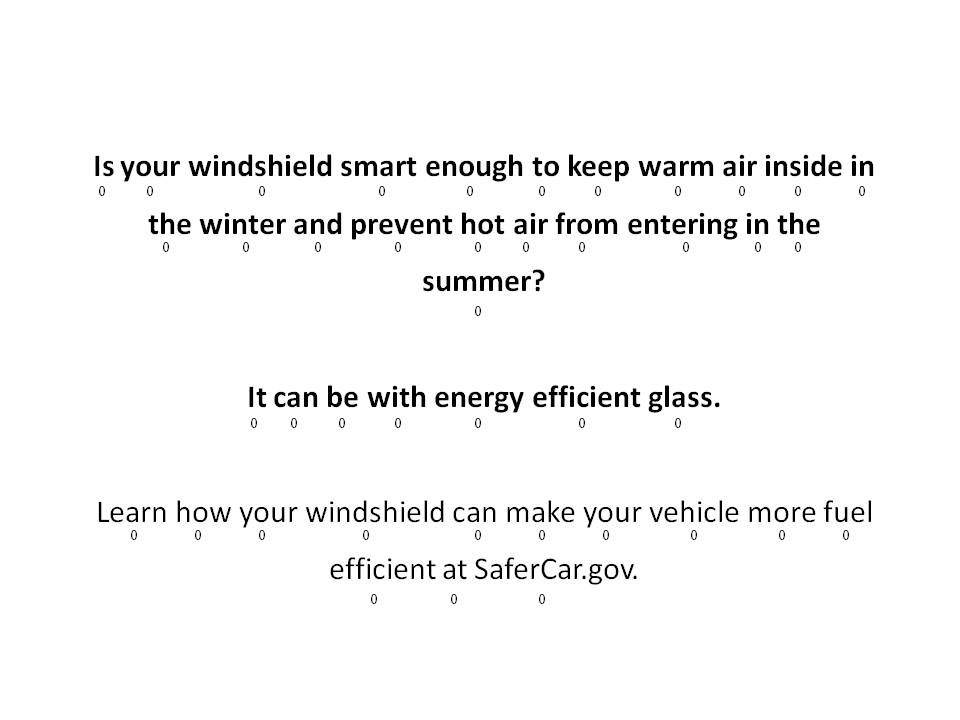 Is your windshield smart enough to keep warm air inside in
0 0 0 0 0 0 0 0 0 0 0
the winter and prevent hot air from entering in the
0 0 0 0 0 0 0 0 0 0
summer?
0
It can be with energy efficient glass.
0 0 0 0 0 0 0
Learn how your windshield can make your vehicle more fuel
0 0 0 0 0 0 0 0 0 0
efficient at SaferCar.gov.
0 0 0